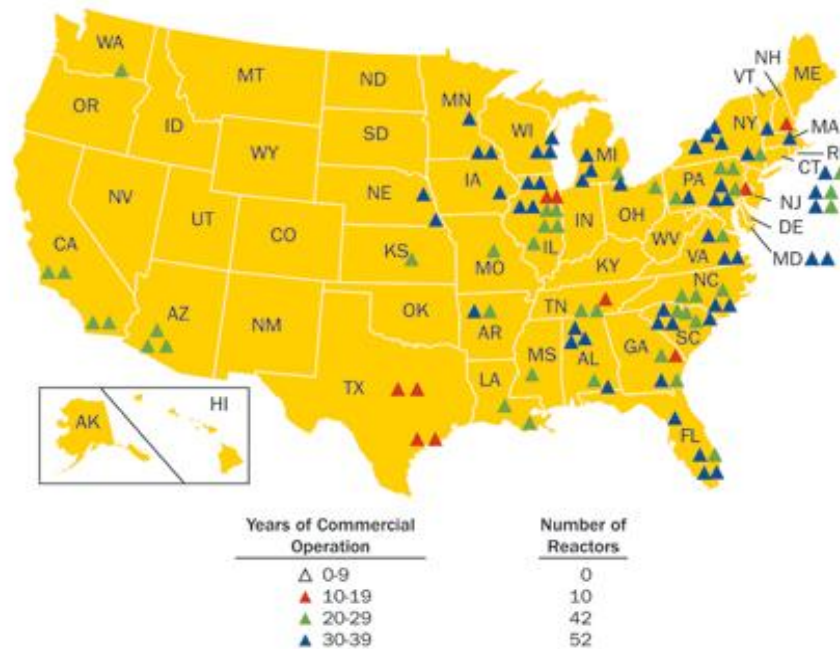 WA
MT
ND
MN
VT
NH
ME
OR
ID
SD
WI
NY
MA
WY
MI
CT
R
NV
NE
IA
PA
NJ
UT
CO
IL
IN
OH
DE
CA
KS
MO
WV
VA
MD
KY
NC
AZ
NM
OK
AR
TN
SC
MS
AL
GA
TX
LA
AK
HI
FL
Years of Commercial Operation
Number of Reactors
0-9 0
10-19 10
20-29 42
30-39 52